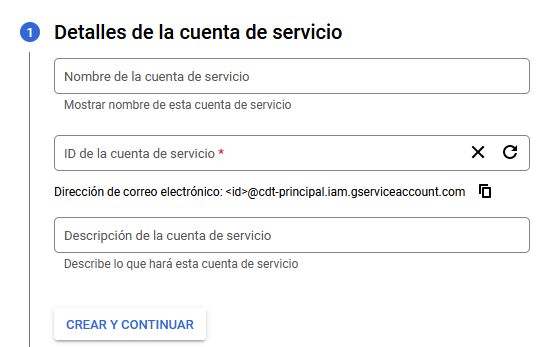 1 Detalles de la cuenta de servicio
Nombre de la cuenta de servicio
Mostrar nombre de esta cuenta de servicio
ID de la cuenta de servicio *
Dirección de correo electrónico: <id>@cdt-principal.iam.gserviceaccount.com
Descripción de la cuenta de servicio
Describe lo que hará esta cuenta de servicio
CREAR Y CONTINUAR